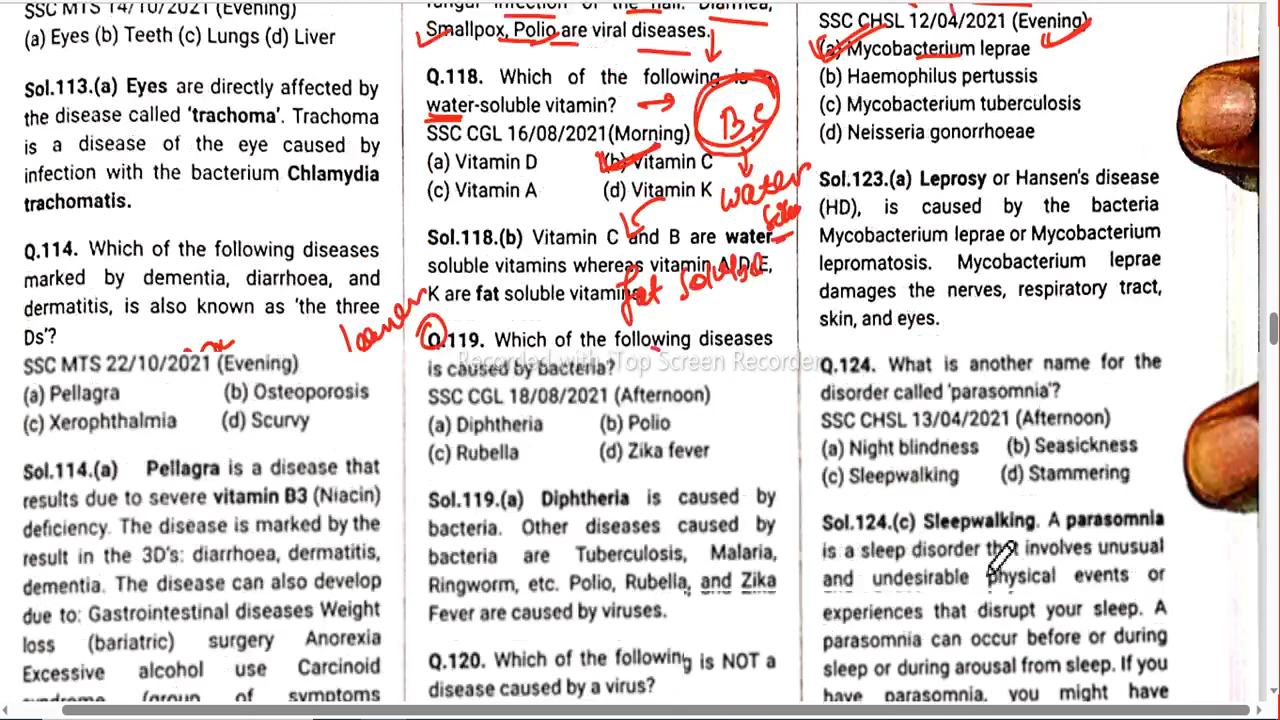 SSC MTS 14/10/2021 (Evening)
(a) Eyes (b) Teeth (c) Lungs (d) Liver
Sol.113.(a) Eyes are directly affected by
the disease called ‘trachoma’. Trachoma
is a disease of the eye caused by
infection with the bacterium Chlamydia
trachomatis.
Q.114. Which of the following diseases
marked by dementia, diarrhoea, and
dermatitis, is also known as ‘the three
Ds’?
SSC MTS 22/10/2021 (Evening)
(a) Pellagra (b) Osteoporosis
(c) Xerophthalmia (d) Scurvy
Sol.114.(a) Pellagra is a disease that
results due to severe vitamin B3 (Niacin)
deficiency. The disease is marked by the
result in the 3D’s: diarrhoea, dermatitis,
dementia. The disease can also develop
due to: Gastrointestinal diseases Weight
loss (bariatric) surgery Anorexia
Excessive alcohol use Carcinoid
syndrome (group of symptoms
fungal infection of the nail. Diarrhea,
Smallpox, Polio are viral diseases.
Q.118. Which of the following is a
water-soluble vitamin?
B C
SSC CGL 16/08/2021(Morning)
(a) Vitamin D (b) Vitamin C
(c) Vitamin A (d) Vitamin K
water
Sol.118.(b) Vitamin C and B are water
soluble vitamins whereas vitamin A,D,E,
K are fat soluble vitamins.
fat soluble
Q.119. Which of the following diseases
is caused by bacteria?
Recorded with Top Screen Recorder
SSC CGL 18/08/2021 (Afternoon)
(a) Diphtheria (b) Polio
(c) Rubella (d) Zika fever
Sol.119.(a) Diphtheria is caused by
bacteria. Other diseases caused by
bacteria are Tuberculosis, Malaria,
Ringworm, etc. Polio, Rubella, and Zika
Fever are caused by viruses.
Q.120. Which of the following is NOT a
disease caused by a virus?
SSC CHSL 12/04/2021 (Evening)
(a) Mycobacterium leprae
(b) Haemophilus pertussis
(c) Mycobacterium tuberculosis
(d) Neisseria gonorrhoeae
Sol.123.(a) Leprosy or Hansen’s disease
(HD), is caused by the bacteria
Mycobacterium leprae or Mycobacterium
lepromatosis. Mycobacterium leprae
damages the nerves, respiratory tract,
skin, and eyes.
Q.124. What is another name for the
disorder called ‘parasomnia’?
SSC CHSL 13/04/2021 (Afternoon)
(a) Night blindness (b) Seasickness
(c) Sleepwalking (d) Stammering
Sol.124.(c) Sleepwalking. A parasomnia
is a sleep disorder that involves unusual
and undesirable physical events or
experiences that disrupt your sleep. A
parasomnia can occur before or during
sleep or during arousal from sleep. If you
have parasomnia, you might have